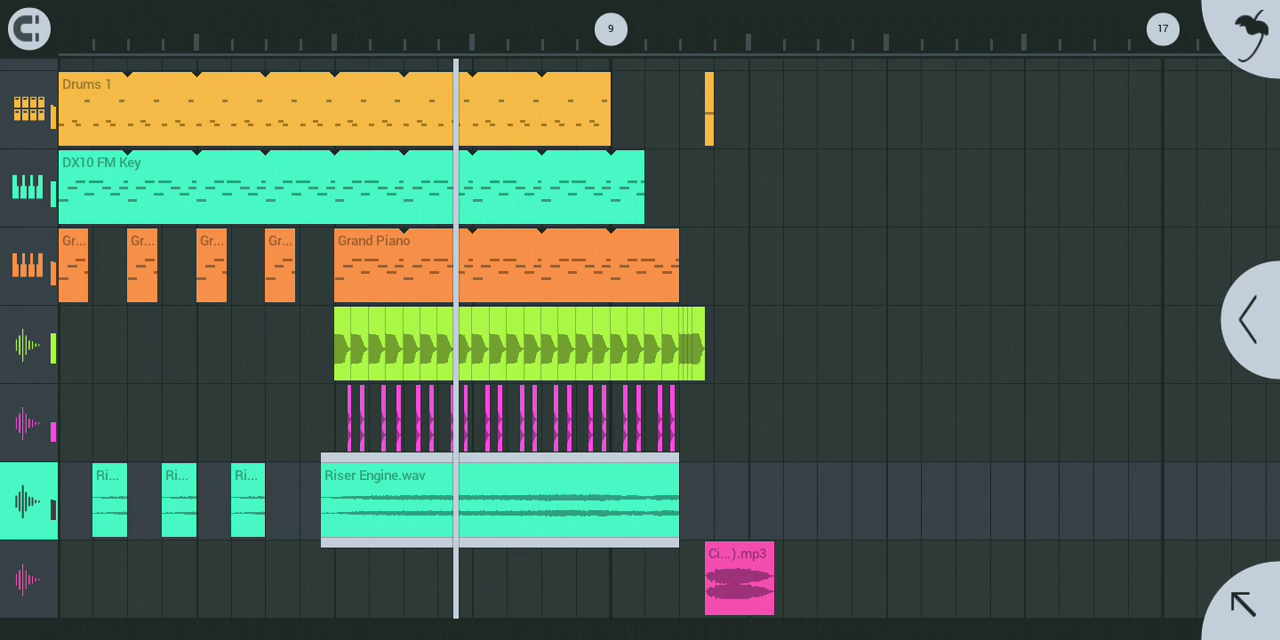 9
17
Drums 1
DX10 FM Key
Gr...
Gr...
Gr...
Gr...
Grand Piano
Ri...
Ri...
Ri...
Riser Engine.wav
Ci...).mp3